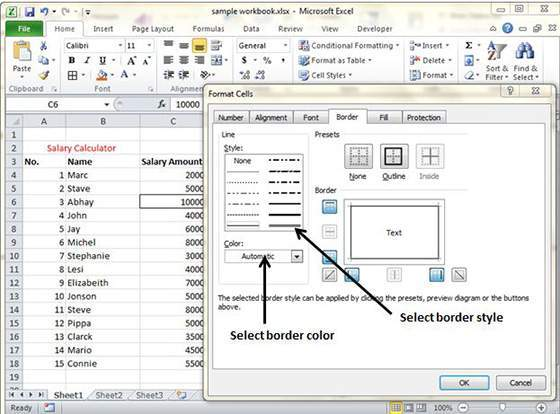 sample workbook.xlsx - Microsoft Excel
File Home Insert Page Layout Formulas Data Review View Developer
Paste
Calibri 11
B I U
General
$ % ,
Conditional Formatting
Format as Table
Cell Styles
Insert
Delete
Format
Σ
Sort & Filter
Find & Select
Clipboard Font
C6 fx 10000
A B C
1
2 Salary Calculator
3 No. Name Salary Amount
4 1 Marc 2000
5 2 Stave 5000
6 3 Abhay 10000
7 4 John 4000
8 5 Jay 6000
9 6 Michel 8000
10 7 Stephanie 3000
11 8 Lesi 4000
12 9 Elizabeith 7000
13 10 Jonson 5000
14 11 Steve 8000
15 12 Pippa 5000
16 13 Clarck 3500
17 14 Mario 4500
18 15 Connie 5500
19
Format Cells
Number Alignment Font Border Fill Protection
Line
Style:
None
Color:
Automatic
Presets
None Outline Inside
Border
Text
The selected border style can be applied by clicking the presets, preview diagram or the buttons
above.
Select border style
Select border color
OK Cancel
Sheet1 Sheet2 Sheet3
Ready 100%